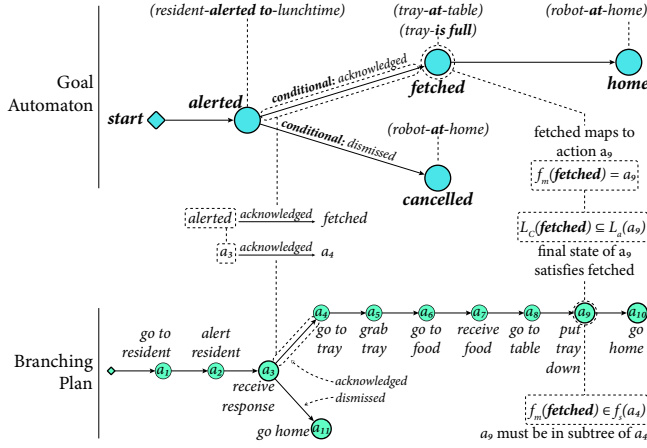 (resident-alerted to-lunchtime)
(tray-at-table)
(tray-is full)
(robot-at-home)
Goal
Automaton
start
alerted
conditional: acknowledged
fetched
home
conditional: dismissed
(robot-at-home)
cancelled
fetched maps to
action a₉
fₘ(fetched) = a₉
alerted acknowledged fetched
a₃ acknowledged a₄
L_C(fetched) ⊆ L_a(a₉)
final state of a₉
satisfies fetched
Branching
Plan
go to
resident
a₁
alert
resident
a₂
a₃
receive
response
acknowledged
dismissed
a₄
go to
tray
a₅
grab
tray
a₆
go to
food
a₇
receive
food
a₈
go to
table
a₉
put
tray
down
a₁₀
go
home
go home a₁₁
fₘ(fetched) ∈ fₛ(a₄)
a₉ must be in subtree of a₄